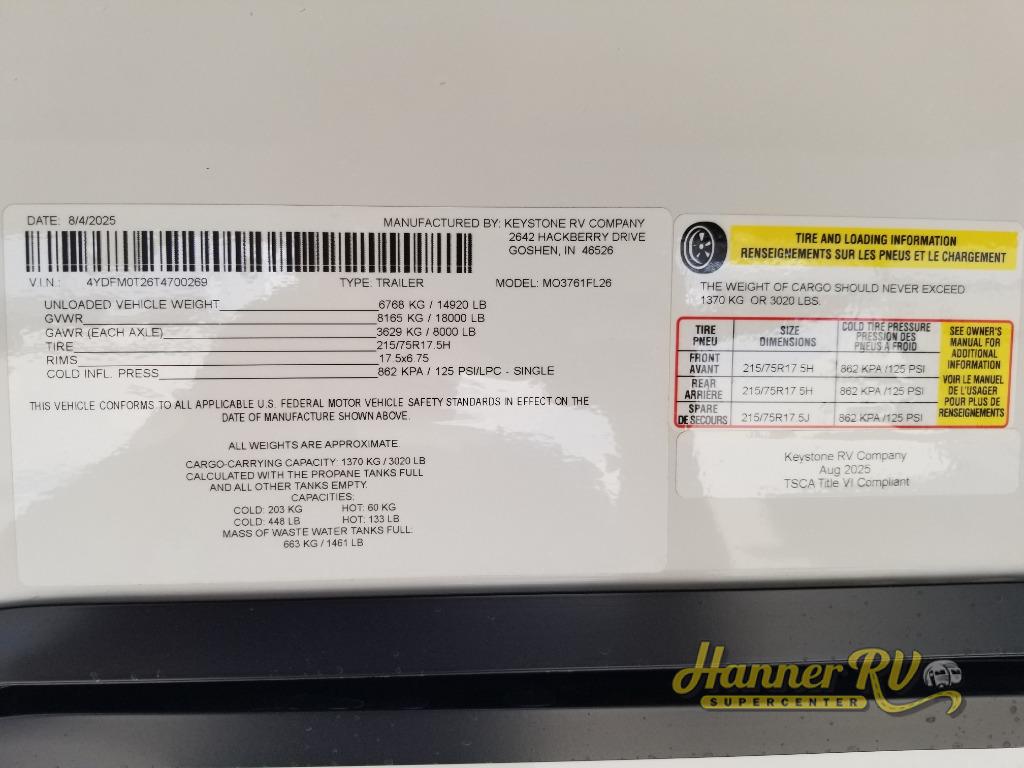 DATE: 8/4/2025
MANUFACTURED BY: KEYSTONE RV COMPANY
2642 HACKBERRY DRIVE
GOSHEN, IN 46526
V.I.N.: 4YDFM0T26T4700269 TYPE: TRAILER MODEL: MO3761FL26
UNLOADED VEHICLE WEIGHT 6768 KG / 14920 LB
GVWR 8165 KG / 18000 LB
GAWR (EACH AXLE) 3629 KG / 8000 LB
TIRE 215/75R17.5H
RIMS 17.5x6.75
COLD INFL. PRESS 862 KPA / 125 PSI/LPC - SINGLE
THIS VEHICLE CONFORMS TO ALL APPLICABLE U.S. FEDERAL MOTOR VEHICLE SAFETY STANDARDS IN EFFECT ON THE
DATE OF MANUFACTURE SHOWN ABOVE.
ALL WEIGHTS ARE APPROXIMATE.
CARGO-CARRYING CAPACITY: 1370 KG / 3020 LB
CALCULATED WITH THE PROPANE TANKS FULL
AND ALL OTHER TANKS EMPTY.
CAPACITIES:
COLD: 203 KG HOT: 60 KG
COLD: 448 LB HOT: 133 LB
MASS OF WASTE WATER TANKS FULL:
663 KG / 1461 LB
TIRE AND LOADING INFORMATION
RENSEIGNEMENTS SUR LES PNEUS ET LE CHARGEMENT
THE WEIGHT OF CARGO SHOULD NEVER EXCEED
1370 KG OR 3020 LBS.
TIRE
PNEU
SIZE
DIMENSIONS
COLD TIRE PRESSURE
PRESSION DES
PNEUS A FROID
FRONT
AVANT
215/75R17.5H
862 KPA /125 PSI
REAR
ARRIÈRE
215/75R17.5H
862 KPA /125 PSI
SPARE
DE SECOURS
215/75R17.5J
862 KPA /125 PSI
SEE OWNER'S
MANUAL FOR
ADDITIONAL
INFORMATION
VOIR LE MANUEL
DE L'USAGER
POUR PLUS DE
RENSEIGNEMENTS
Keystone RV Company
Aug 2025
TSCA Title VI Compliant
Hanner RV
SUPERCENTER